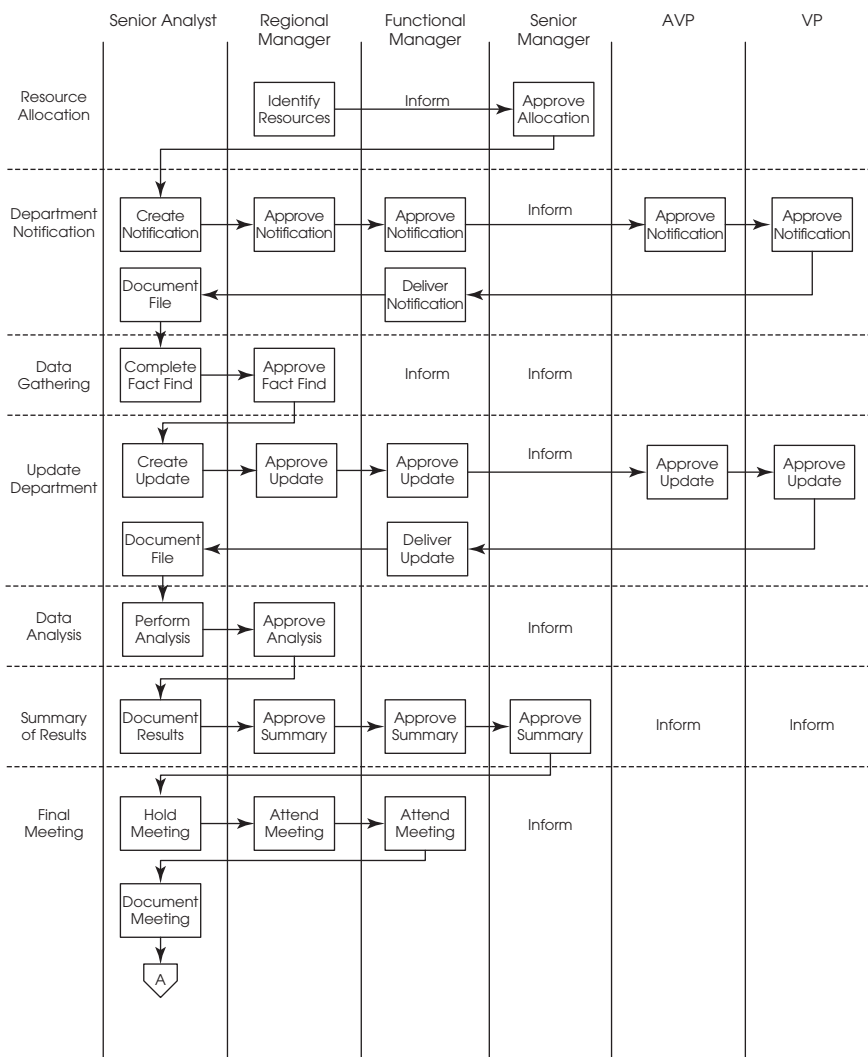 Senior Analyst
Regional
Manager
Functional
Manager
Senior
Manager
AVP
VP
Resource
Allocation
Identify
Resources
Inform
Approve
Allocation
Department
Notification
Create
Notification
Approve
Notification
Approve
Notification
Inform
Approve
Notification
Approve
Notification
Document
File
Deliver
Notification
Data
Gathering
Complete
Fact Find
Approve
Fact Find
Inform
Inform
Update
Department
Create
Update
Approve
Update
Approve
Update
Inform
Approve
Update
Approve
Update
Document
File
Deliver
Update
Data
Analysis
Perform
Analysis
Approve
Analysis
Inform
Summary
of Results
Document
Results
Approve
Summary
Approve
Summary
Approve
Summary
Inform
Inform
Final
Meeting
Hold
Meeting
Attend
Meeting
Attend
Meeting
Inform
Document
Meeting
A